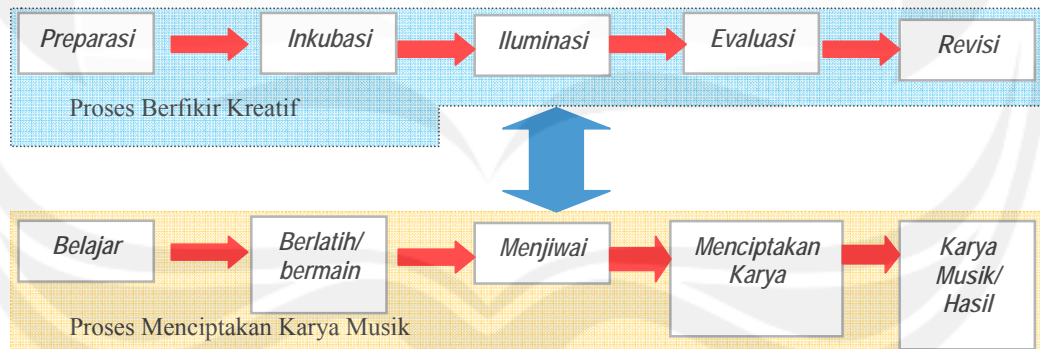 Preparasi
Inkubasi
Iluminasi
Evaluasi
Revisi
Proses Berfikir Kreatif
Belajar
Berlatih/
bermain
Menjiwai
Menciptakan
Karya
Karya
Musik/
Hasil
Proses Menciptakan Karya Musik